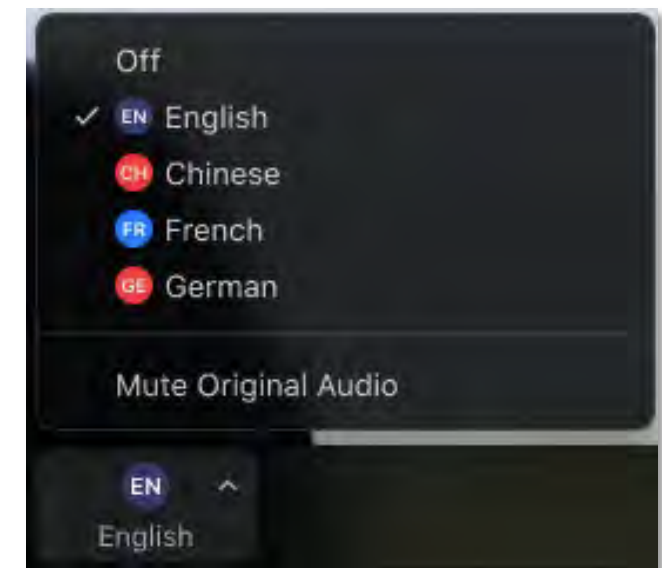 Off
EN English
CH Chinese
FR French
GE German
Mute Original Audio
EN
English